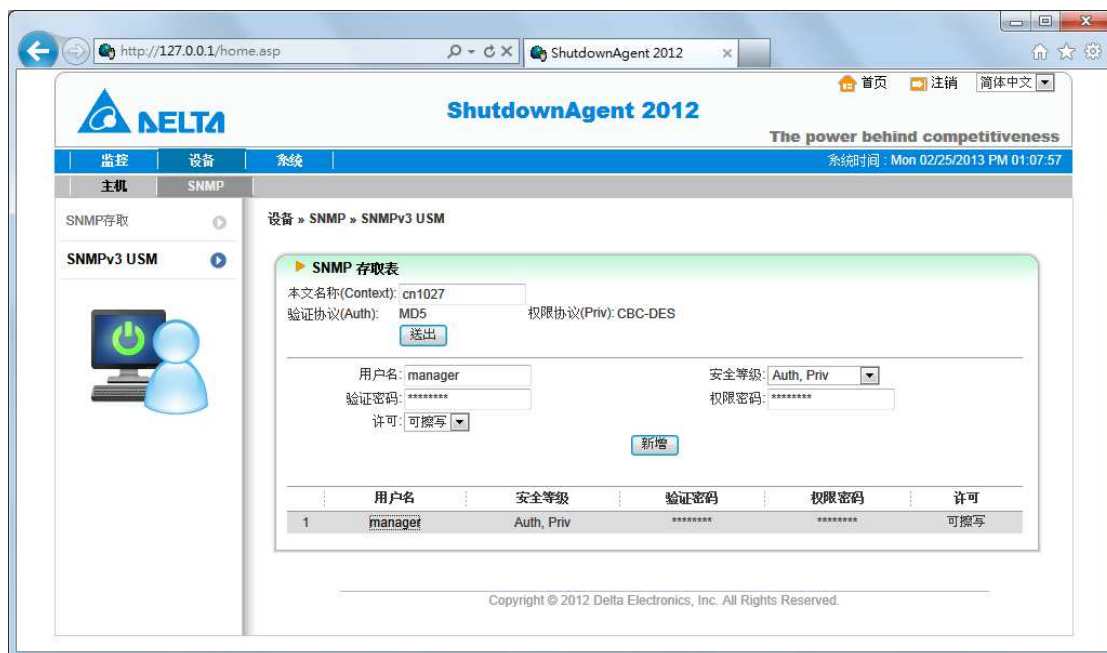 http://127.0.0.1/home.asp
ShutdownAgent 2012
首页 注销 简体中文
DELTA
ShutdownAgent 2012
The power behind competitiveness
监控 设备 系统
系统时间 : Mon 02/25/2013 PM 01:07:57
主机 SNMP
SNMP存取
SNMPv3 USM
设备 » SNMP » SNMPv3 USM
SNMP 存取表
本文名称(Context): cn1027
验证协议(Auth): MD5 权限协议(Priv): CBC-DES
送出
用户名: manager 安全等级: Auth, Priv
验证密码: ******** 权限密码: ********
许可: 可擦写
新增
用户名 安全等级 验证密码 权限密码 许可
1 manager Auth, Priv ******** ******** 可擦写
Copyright © 2012 Delta Electronics, Inc. All Rights Reserved.